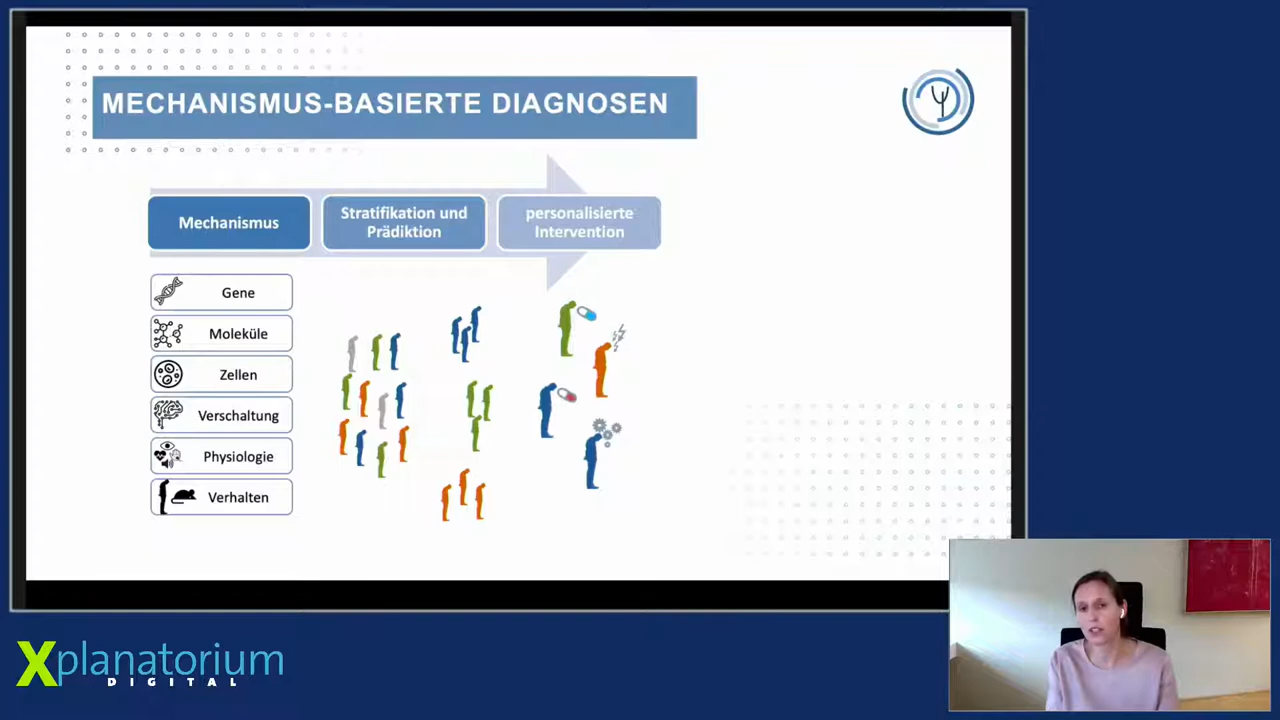 MECHANISMUS-BASIERTE DIAGNOSEN
Mechanismus
Stratifikation und
Prädiktion
personalisierte
Intervention
Gene
Moleküle
Zellen
Verschaltung
Physiologie
Verhalten
Xplanatorium
DIGITAL